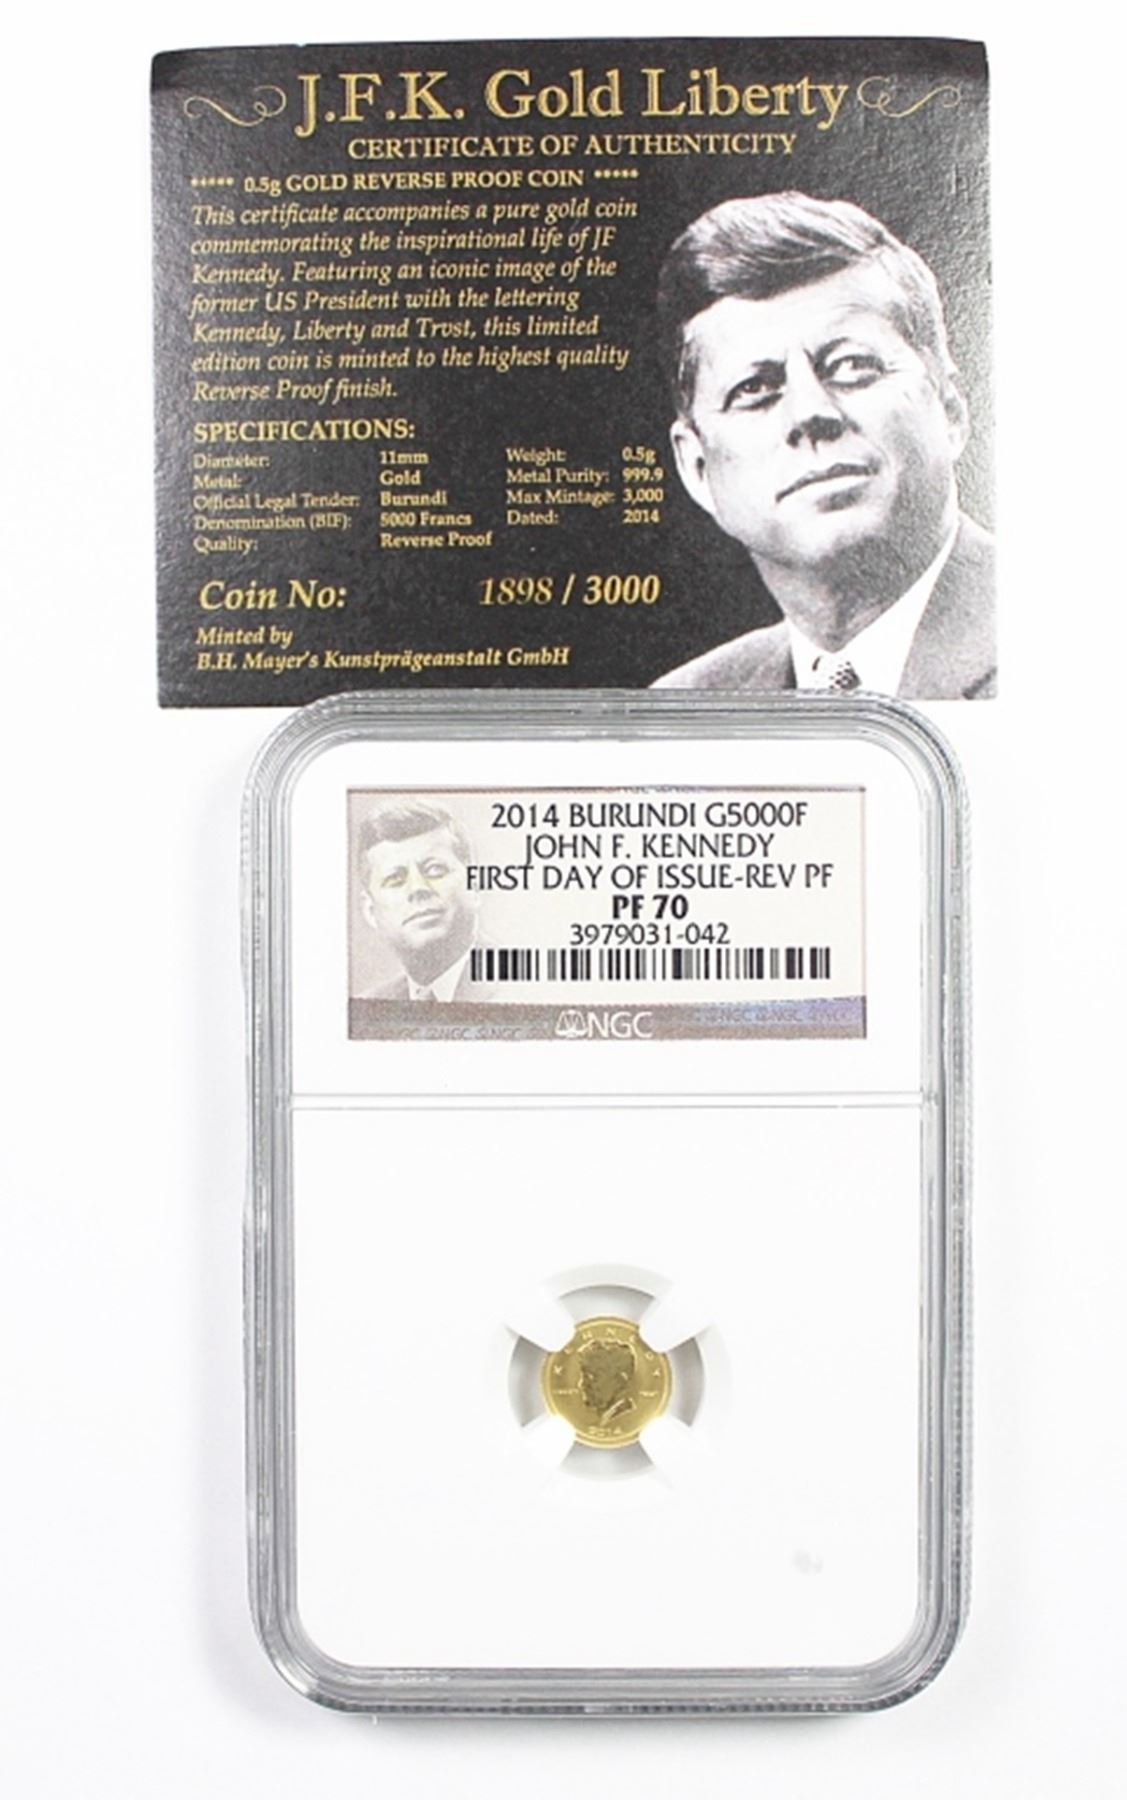 J.F.K. Gold Liberty
CERTIFICATE OF AUTHENTICITY
***** 0.5g GOLD REVERSE PROOF COIN *****
This certificate accompanies a pure gold coin
commemorating the inspirational life of JF
Kennedy. Featuring an iconic image of the
former US President with the lettering
Kennedy, Liberty and Trvst, this limited
edition coin is minted to the highest quality
Reverse Proof finish.
SPECIFICATIONS:
Diameter: 11mm Weight: 0.5g
Metal: Gold Metal Purity: 999.9
Official Legal Tender: Burundi Max Mintage: 3,000
Denomination (BIF): 5000 Francs Dated: 2014
Quality: Reverse Proof
Coin No: 1898 / 3000
Minted by
B.H. Mayer's Kunstprägeanstalt GmbH
2014 BURUNDI G5000F
JOHN F. KENNEDY
FIRST DAY OF ISSUE-REV PF
PF 70
3979031-042
NGC
KENNEDY
2014